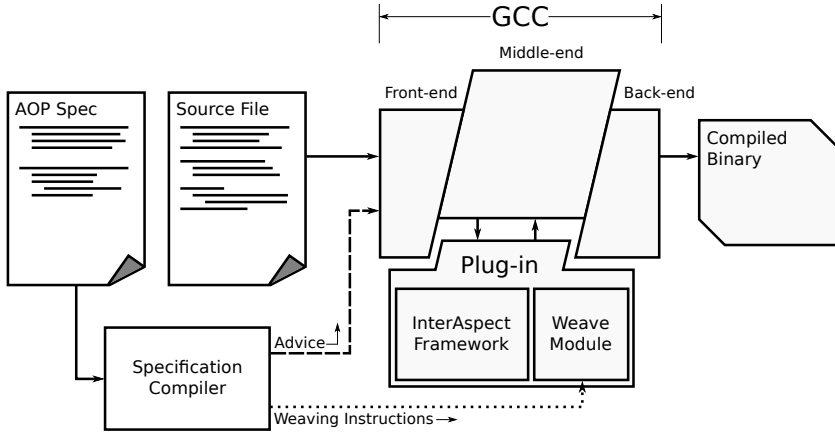 GCC
Middle-end
Front-end
Back-end
AOP Spec
Source File
Compiled
Binary
Plug-in
InterAspect
Framework
Weave
Module
Advice
Specification
Compiler
Weaving Instructions